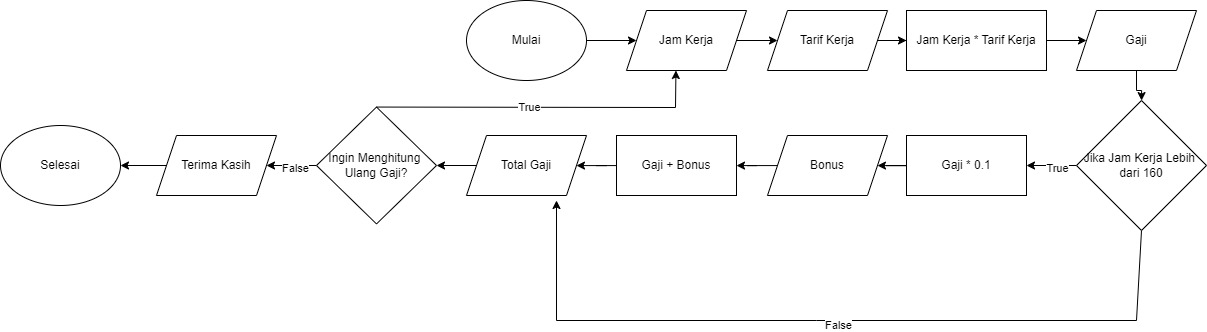 Mulai
Jam Kerja
Tarif Kerja
Jam Kerja * Tarif Kerja
Gaji
Jika Jam Kerja Lebih
dari 160
True
Gaji * 0.1
Bonus
Gaji + Bonus
Total Gaji
False
Ingin Menghitung
Ulang Gaji?
True
False
Terima Kasih
Selesai